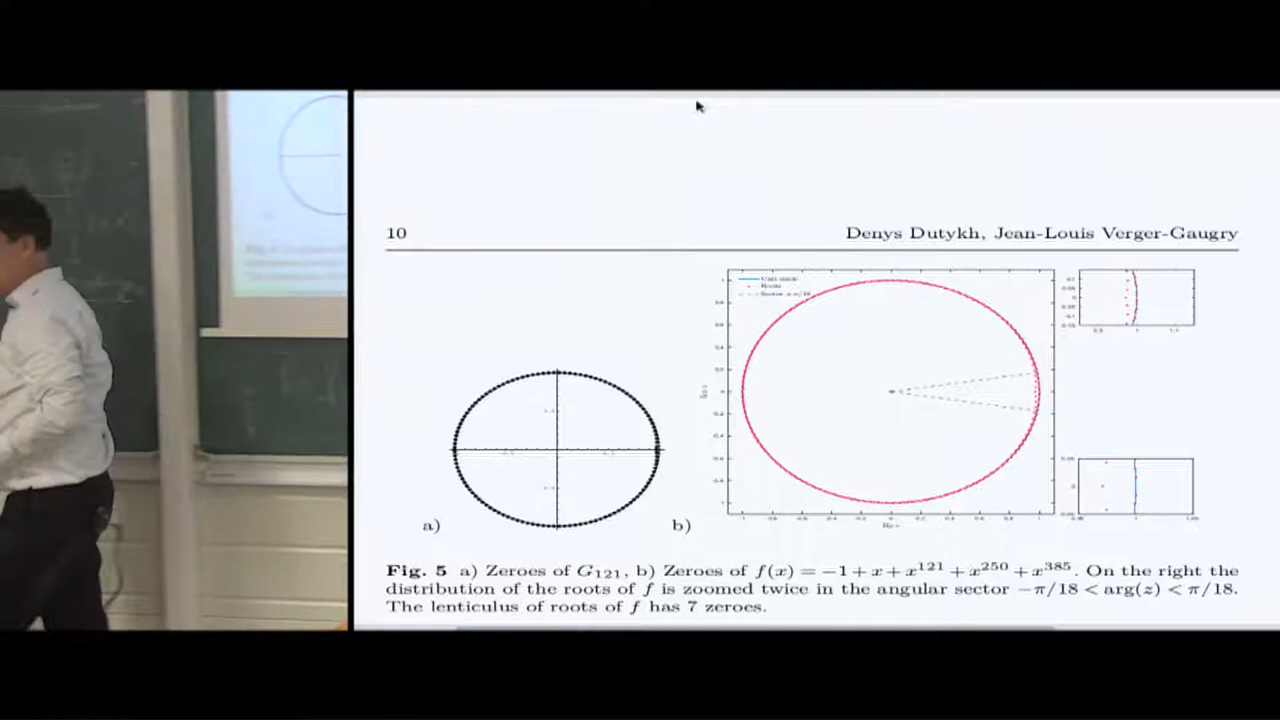 10
Denys Dutykh, Jean-Louis Verger-Gaugry
a)
b)
Fig. 5 a) Zeroes of G₁₂₁, b) Zeroes of f(x) = −1 + x + x¹²¹ + x²⁵⁰ + x³⁸⁵. On the right the
distribution of the roots of f is zoomed twice in the angular sector −π/18 < arg(z) < π/18.
The lenticulus of roots of f has 7 zeroes.